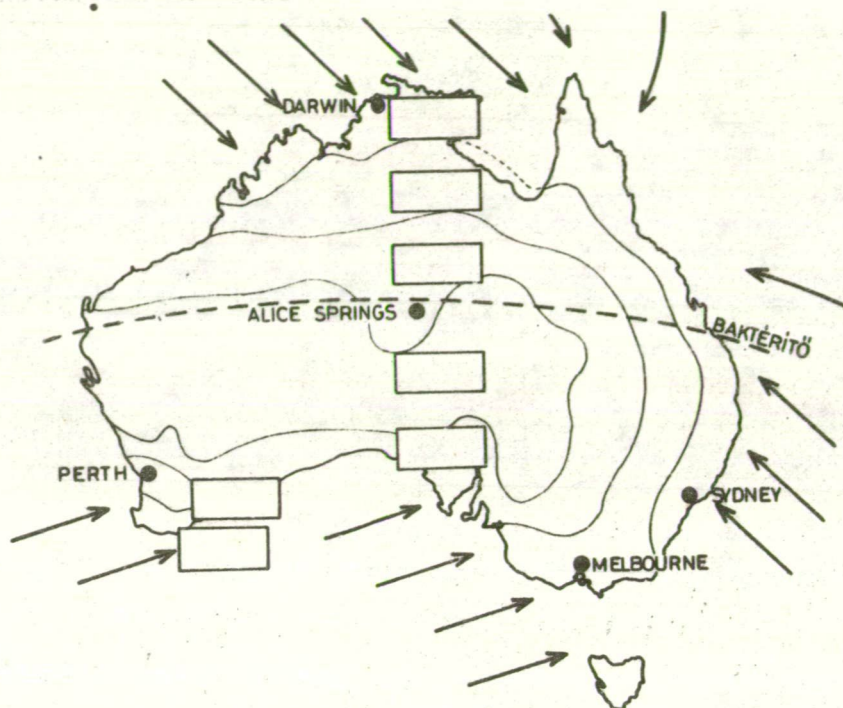 DARWIN
ALICE SPRINGS
BAKTÉRÍTŐ
PERTH
SYDNEY
MELBOURNE